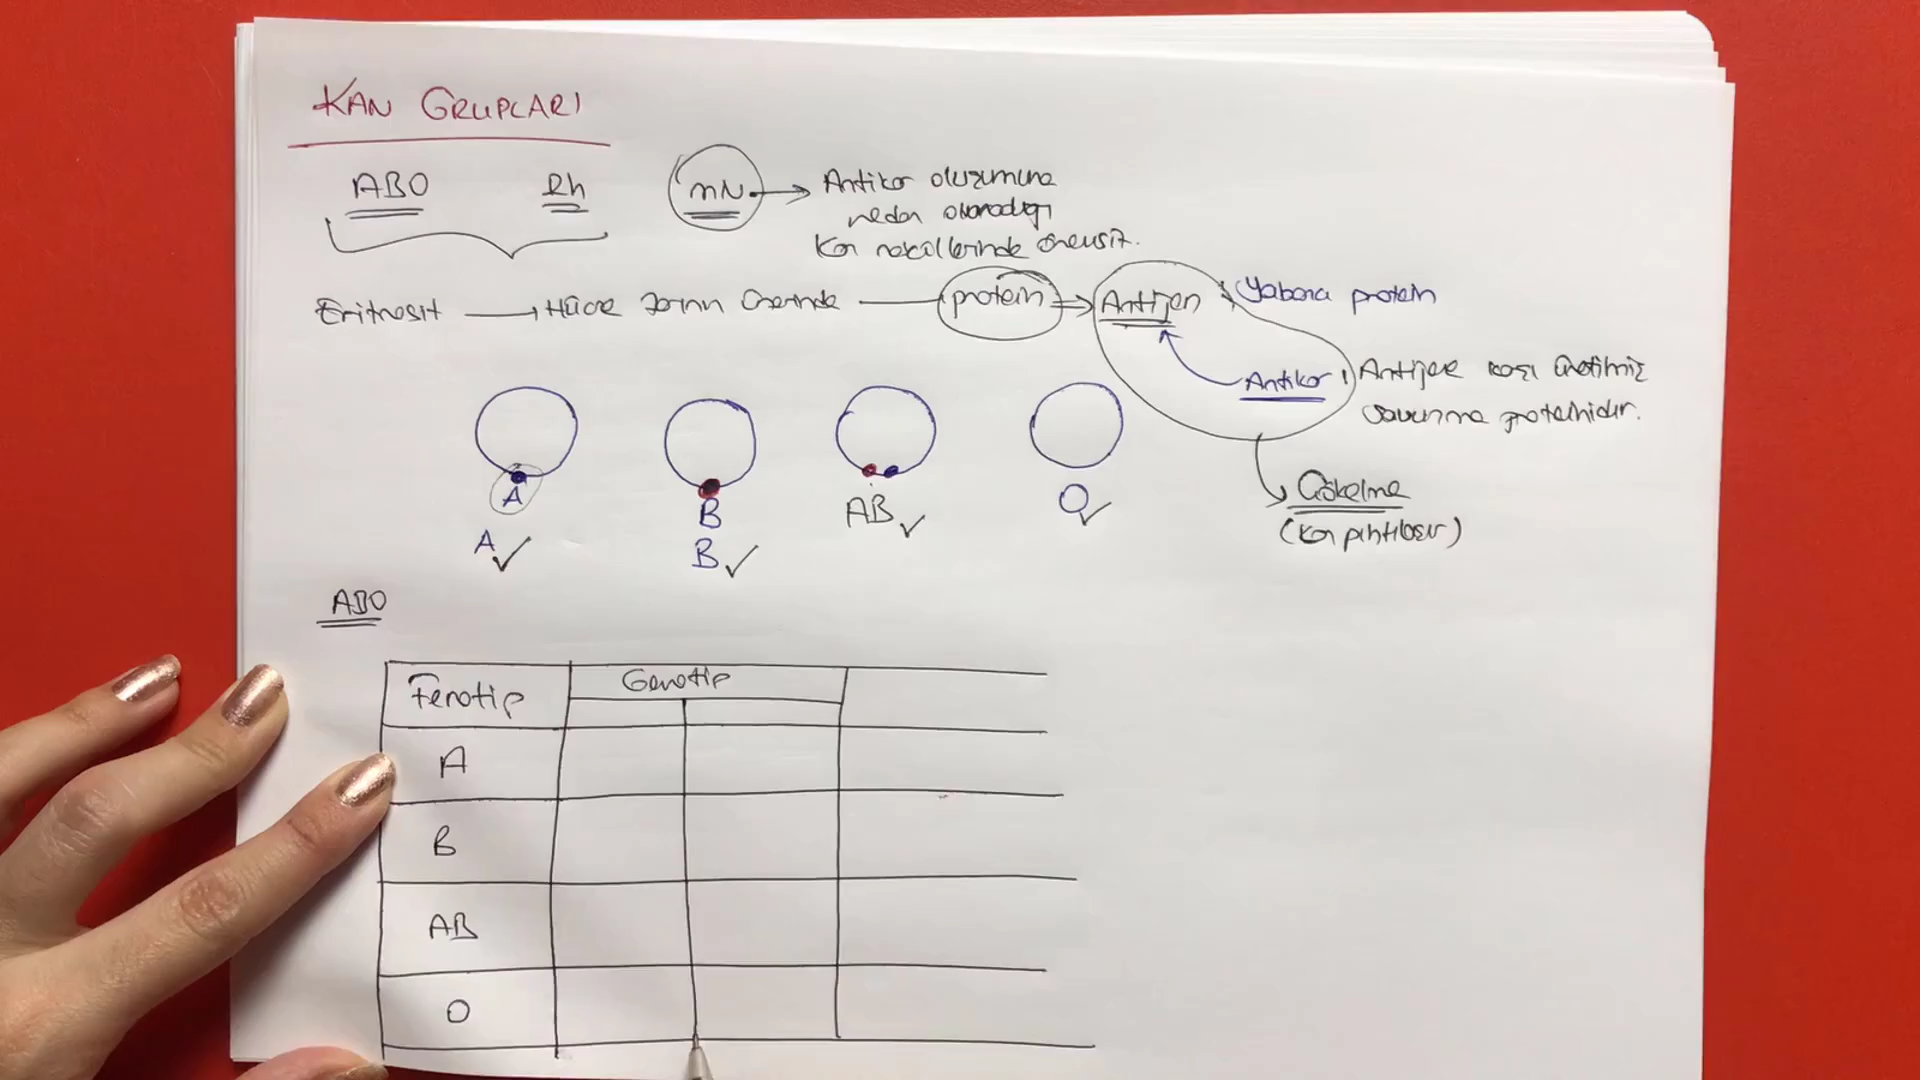 KAN GRUPLARI
ABO Rh MN Antikor oluşumuna
neden olmadığı
Kan nakillerinde önemsiz.
Eritrosit Hücre Zarının Üzerinde protein Antijen : Yabancı protein
Antikor : Antijene karşı üretilmiş
savunma proteinidir.
A B AB O
A B
Çökelme
(Kan pıhtılaşır)
ABO
Fenotip Genotip
A
B
AB
O